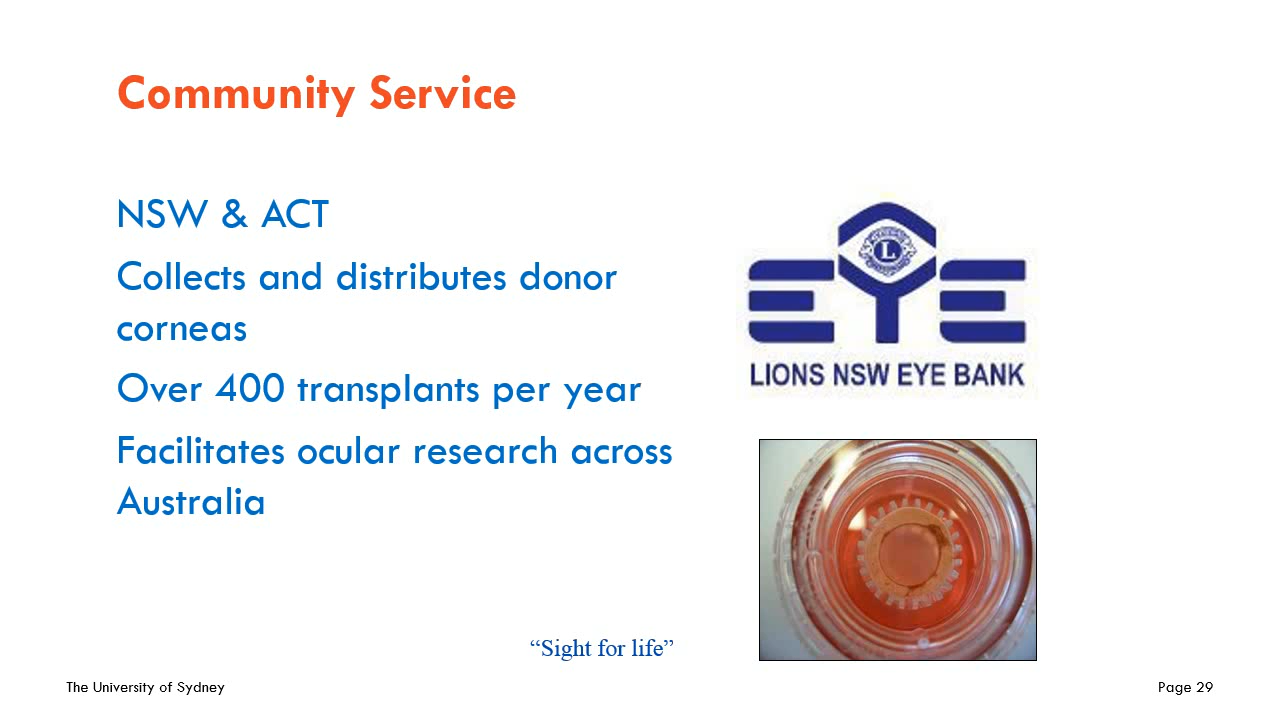 Community Service
NSW & ACT
Collects and distributes donor
corneas
Over 400 transplants per year
Facilitates ocular research across
Australia
L
EYE
LIONS NSW EYE BANK
“Sight for life”
The University of Sydney
Page 29